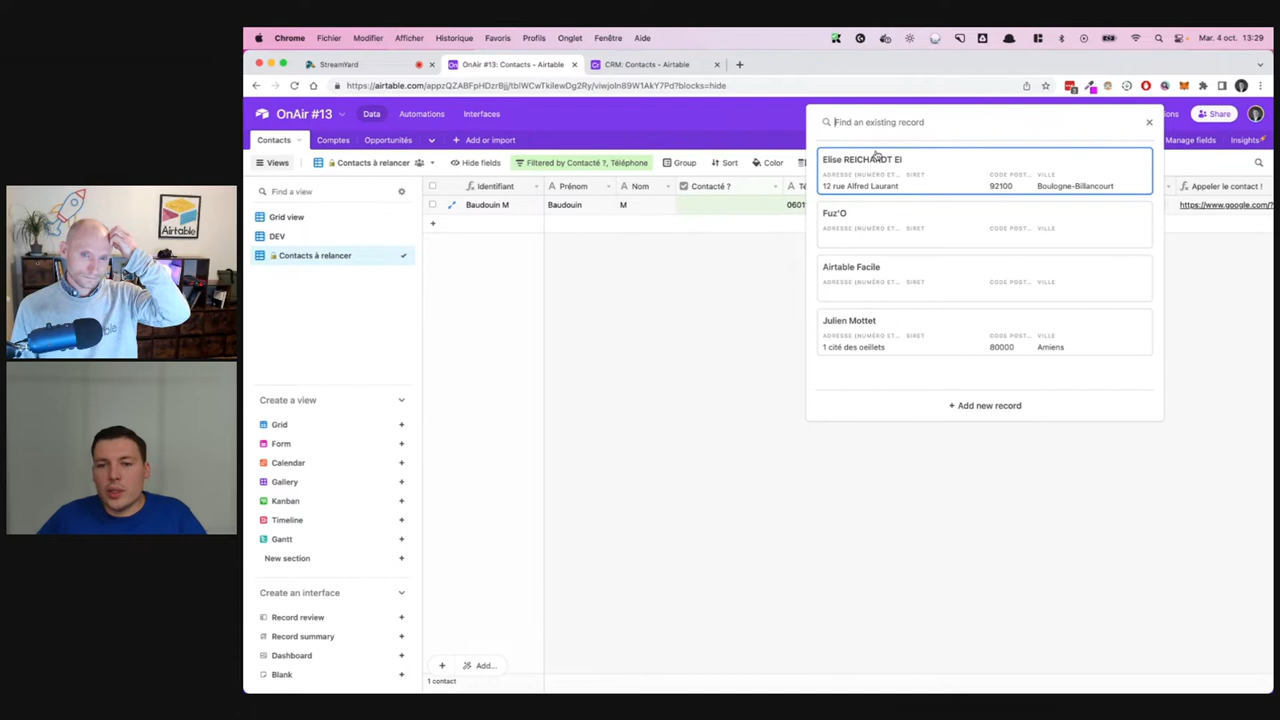 Chrome Fichier Modifier Afficher Historique Favoris Profils Onglet Fenêtre Aide Mar. 4 oct. 13:29
StreamYard OnAir #13: Contacts - Airtable CRM: Contacts - Airtable
https://airtable.com/appzQZABFpHDzrBjj/tblWCwTkilewDg2Ry/viwjoln89W1AkY7Pd?blocks=hide
OnAir #13 Data Automations Interfaces Share
Contacts Comptes Opportunités Add or import Manage fields Insights
Views Contacts à relancer Hide fields Filtered by Contacté ?, Téléphone Group Sort Color
Find a view
Grid view
DEV
Contacts à relancer
Identifiant Prénom Nom Contacté ? Appeler le contact !
Baudouin M Baudouin M 0601 https://www.google.com/?
Find an existing record
Elise REICHARDT EI
ADRESSE (NUMÉRO ET... SIRET CODE POST... VILLE
12 rue Alfred Laurant 92100 Boulogne-Billancourt
Fuz'O
ADRESSE (NUMÉRO ET... SIRET CODE POST... VILLE
Airtable Facile
ADRESSE (NUMÉRO ET... SIRET CODE POST... VILLE
Julien Mottet
ADRESSE (NUMÉRO ET... SIRET CODE POST... VILLE
1 cité des oeillets 80000 Amiens
+ Add new record
Create a view
Grid
Form
Calendar
Gallery
Kanban
Timeline
Gantt
New section
Create an interface
Record review
Record summary
Dashboard
Blank
Add...
1 contact
Airtable